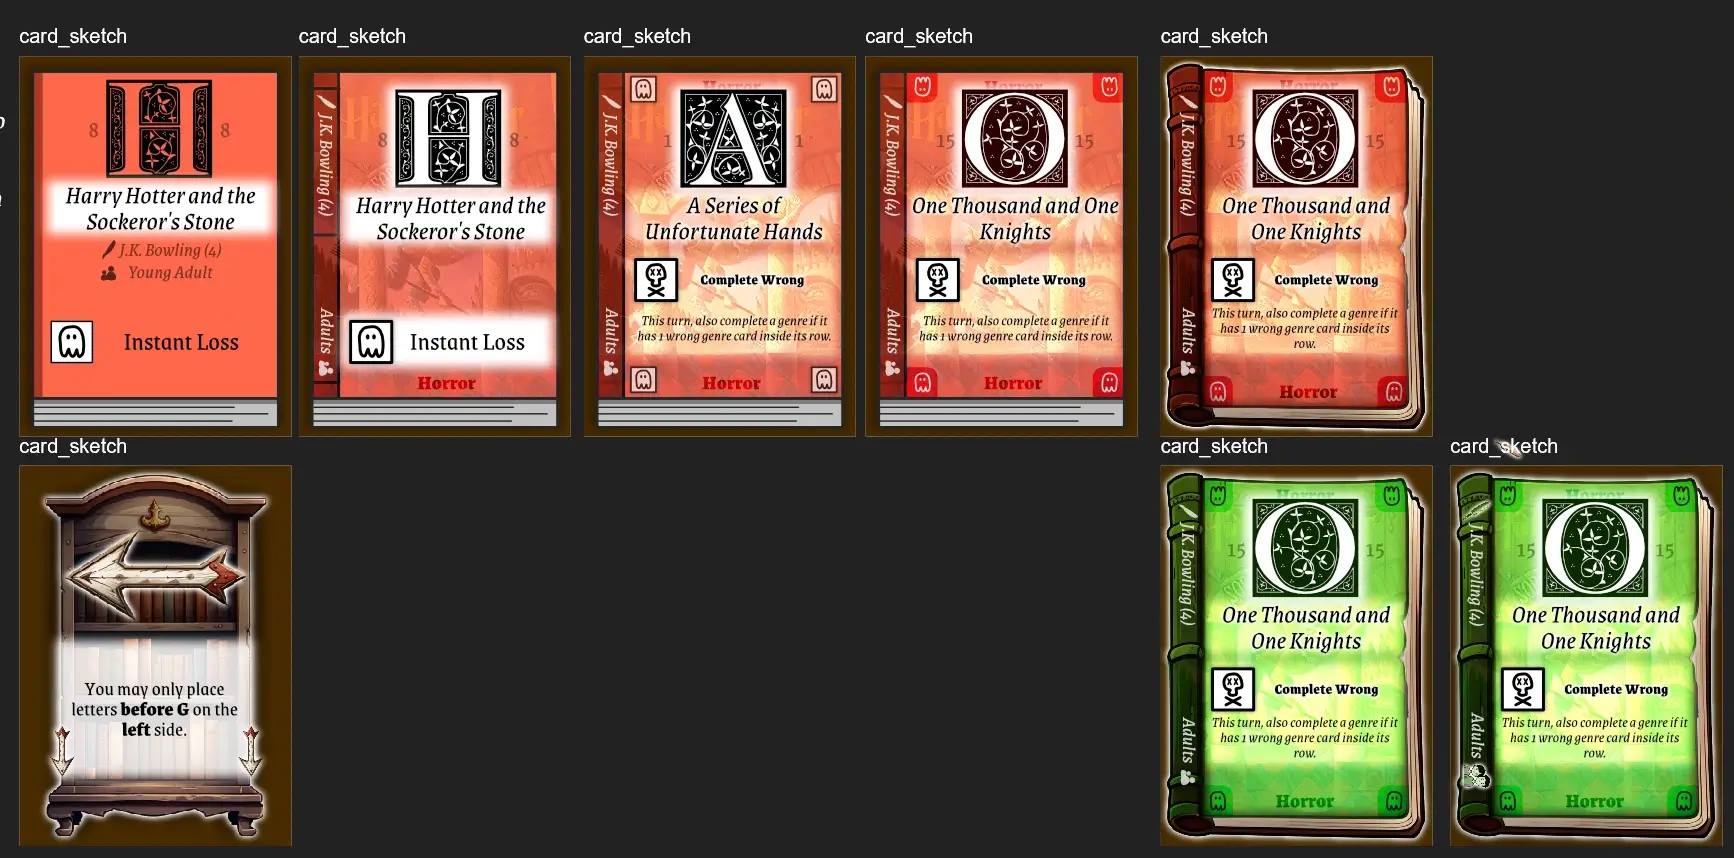 card_sketch
card_sketch
card_sketch
card_sketch
card_sketch
H
8
8
Harry Hotter and the
Sockeror's Stone
J.K. Bowling (4)
Young Adult
Instant Loss
J.K. Bowling (4)
Adults
H
8
8
Harry Hotter and the
Sockeror's Stone
Instant Loss
Horror
J.K. Bowling (4)
Adults
Horror
A
1
1
A Series of
Unfortunate Hands
Complete Wrong
This turn, also complete a genre if it
has 1 wrong genre card inside its row.
Horror
J.K. Bowling (4)
Adults
Horror
O
15
15
One Thousand and One
Knights
Complete Wrong
This turn, also complete a genre if it
has 1 wrong genre card inside its row.
Horror
J.K. Bowling (4)
Adults
Horror
O
15
15
One Thousand and
One Knights
Complete Wrong
This turn, also complete a genre if it
has 1 wrong genre card inside its
row.
Horror
card_sketch
card_sketch
card_sketch
You may only place
letters before G on the
left side.
J.K. Bowling (4)
Adults
Horror
O
15
15
One Thousand and
One Knights
Complete Wrong
This turn, also complete a genre if it
has 1 wrong genre card inside its
row.
Horror
J.K. Bowling (4)
Adults
Horror
O
15
15
One Thousand and
One Knights
Complete Wrong
This turn, also complete a genre if it
has 1 wrong genre card inside its
row.
Horror